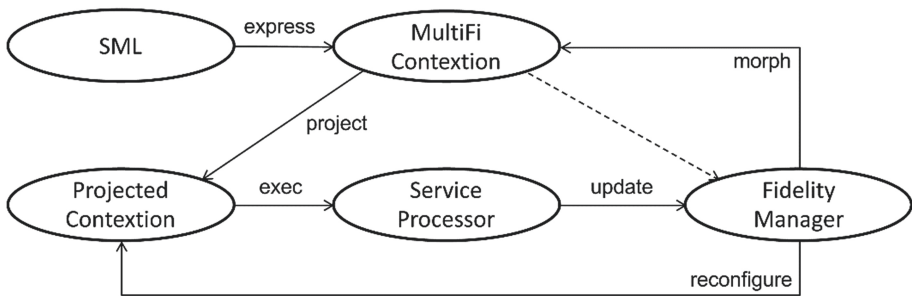 SML
express
MultiFi
Contextion
morph
project
Projected
Contextion
exec
Service
Processor
update
Fidelity
Manager
reconfigure